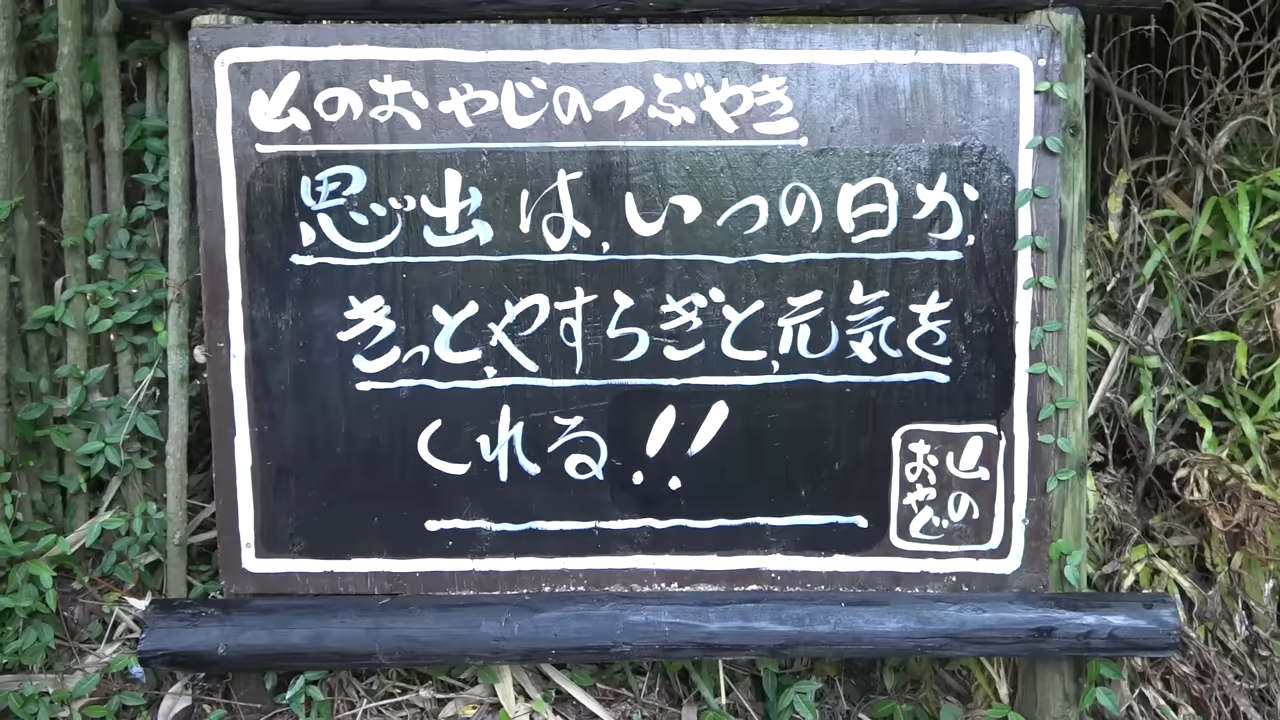 山のおやじのつぶやき
思出は、いつの日か、
きっと、やすらぎと、元気を
くれる!!
山の
おやじ